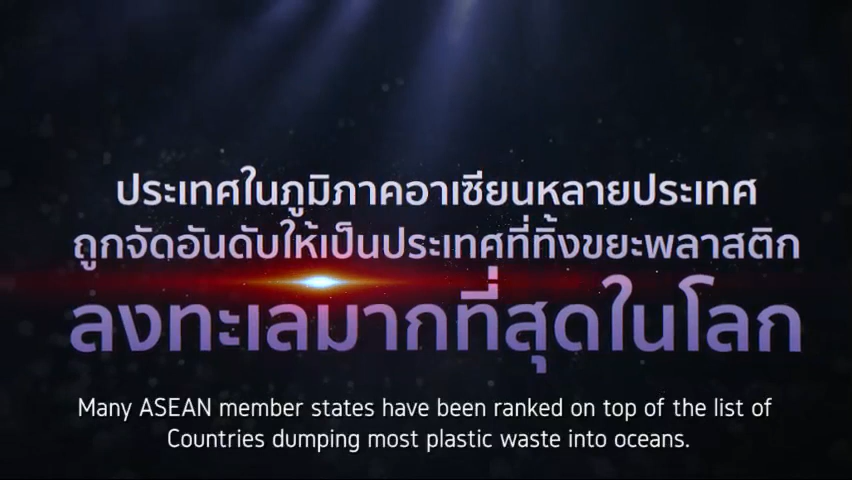 ประเทศในภูมิภาคอาเซียนหลายประเทศ
ถูกจัดอันดับให้เป็นประเทศที่ทิ้งขยะพลาสติก
ลงทะเลมากที่สุดในโลก
Many ASEAN member states have been ranked on top of the list of
Countries dumping most plastic waste into oceans.